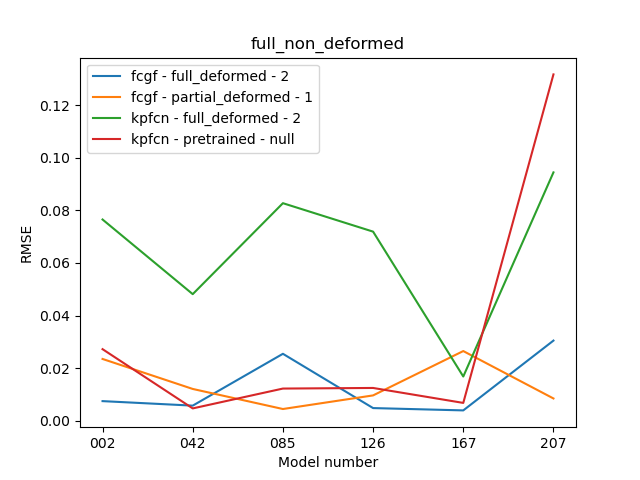 full_non_deformed
fcgf - full_deformed - 2
fcgf - partial_deformed - 1
kpfcn - full_deformed - 2
kpfcn - pretrained - null
0.12
0.10
0.08
0.06
0.04
0.02
0.00
RMSE
002 042 085 126 167 207
Model number